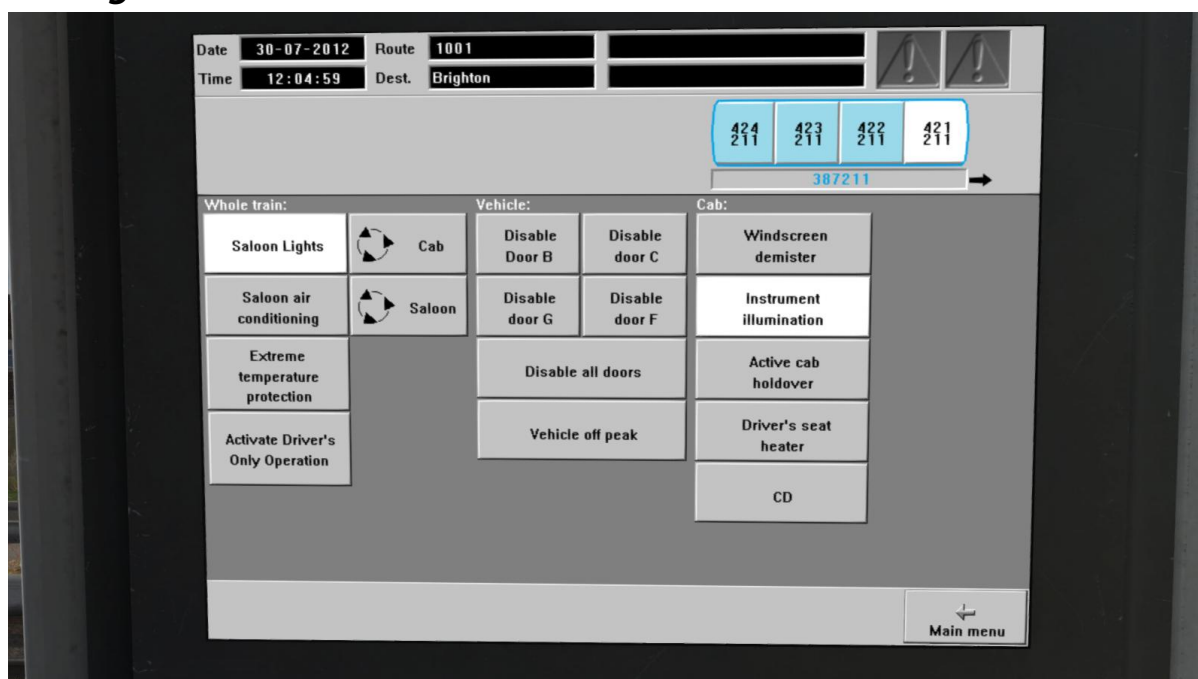 Date 30-07-2012 Route 1001
Time 12:04:59 Dest. Brighton
424 423 422 421
211 211 211 211
387211
Whole train: Vehicle: Cab:
Saloon Lights
Cab
Disable
Door B
Disable
door C
Windscreen
demister
Saloon air
conditioning
Saloon
Disable
door G
Disable
door F
Instrument
illumination
Extreme
temperature
protection
Disable all doors
Active cab
holdover
Activate Driver's
Only Operation
Vehicle off peak
Driver's seat
heater
CD
Main menu